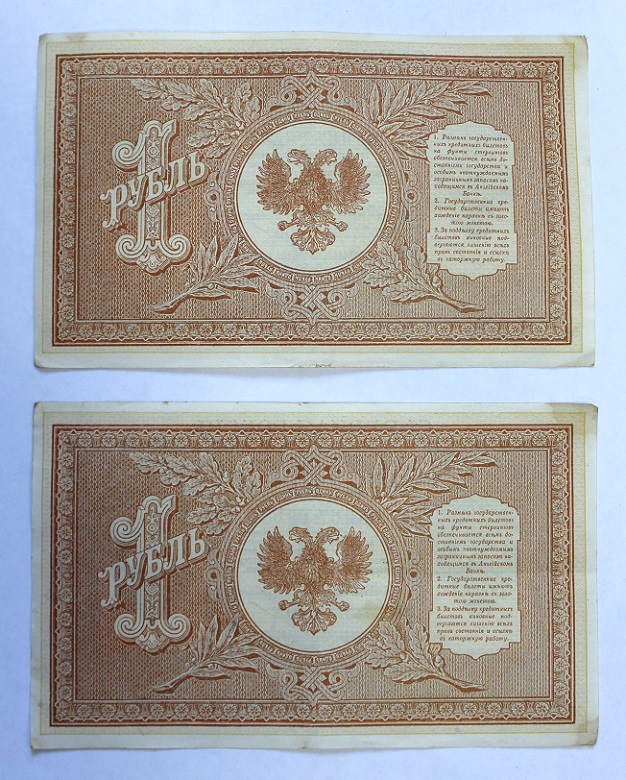 1
РУБЛЬ
1. Размѣнъ государствен-
ныхъ кредитныхъ билетовъ
на фунты стерлинговъ
обезпечивается всѣмъ до-
стояніемъ государства и
особымъ неотчуждаемымъ
заграничнымъ запасомъ на-
ходящимся въ Англійскомъ
Банкѣ.
2. Государственные кре-
дитные билеты имѣютъ
хожденіе наравнѣ съ золо-
тою монетою.
3. За поддѣлку кредитныхъ
билетовъ виновные под-
вергаются лишенію всѣхъ
правъ состоянія и ссылкѣ
въ каторжную работу.
1
РУБЛЬ
1. Размѣнъ государствен-
ныхъ кредитныхъ билетовъ
на фунты стерлинговъ
обезпечивается всѣмъ до-
стояніемъ государства и
особымъ неотчуждаемымъ
заграничнымъ запасомъ на-
ходящимся въ Англійскомъ
Банкѣ.
2. Государственные кре-
дитные билеты имѣютъ
хожденіе наравнѣ съ золо-
тою монетою.
3. За поддѣлку кредитныхъ
билетовъ виновные под-
вергаются лишенію всѣхъ
правъ состоянія и ссылкѣ
въ каторжную работу.